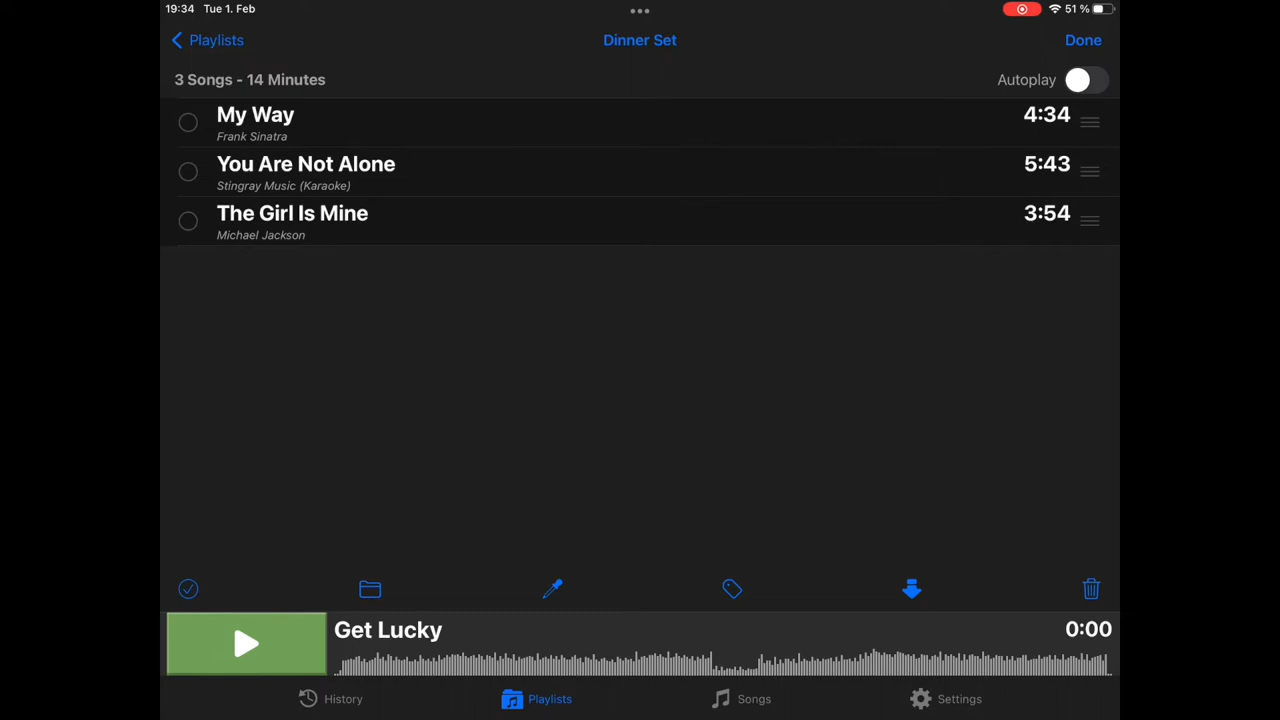 19:34 Tue 1. Feb 51 %
Playlists Dinner Set Done
3 Songs - 14 Minutes Autoplay
My Way 4:34
Frank Sinatra
You Are Not Alone 5:43
Stingray Music (Karaoke)
The Girl Is Mine 3:54
Michael Jackson
Get Lucky 0:00
History Playlists Songs Settings